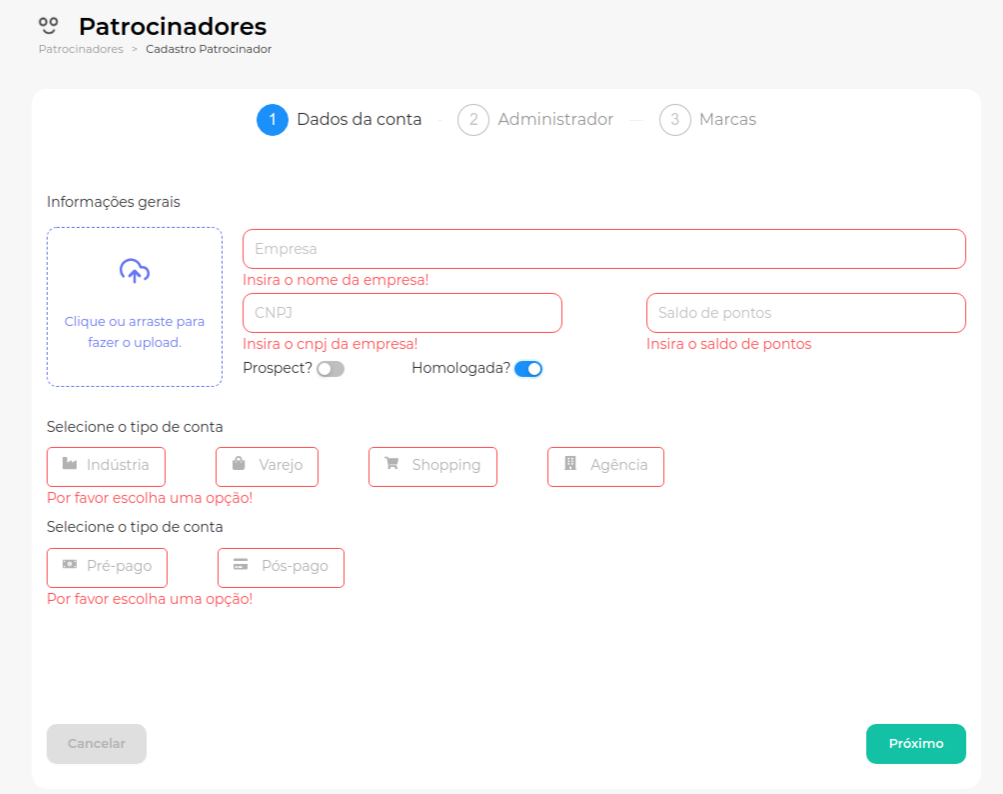 Patrocinadores
Patrocinadores > Cadastro Patrocinador
1 Dados da conta 2 Administrador 3 Marcas
Informações gerais
Clique ou arraste para
fazer o upload.
Empresa
Insira o nome da empresa!
CNPJ Saldo de pontos
Insira o cnpj da empresa! Insira o saldo de pontos
Prospect? Homologada?
Selecione o tipo de conta
Indústria Varejo Shopping Agência
Por favor escolha uma opção!
Selecione o tipo de conta
Pré-pago Pós-pago
Por favor escolha uma opção!
Cancelar Próximo